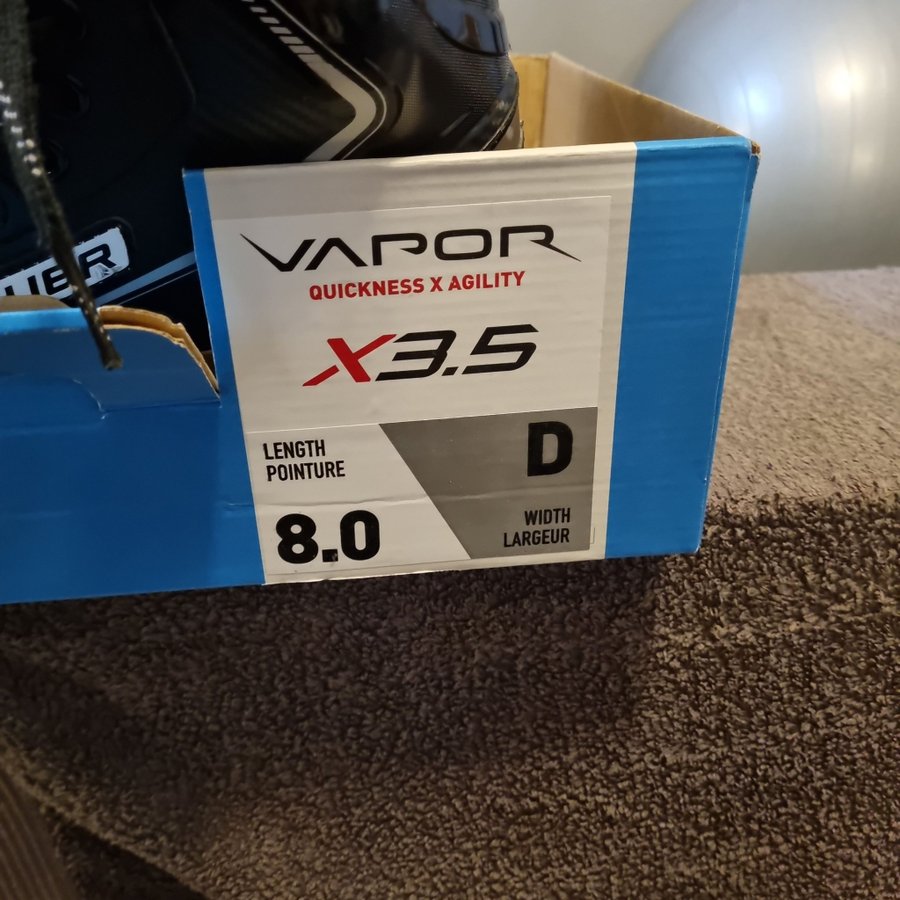 VAPOR
QUICKNESS X AGILITY
X3.5
LENGTH
POINTURE
8.0
D
WIDTH
LARGEUR